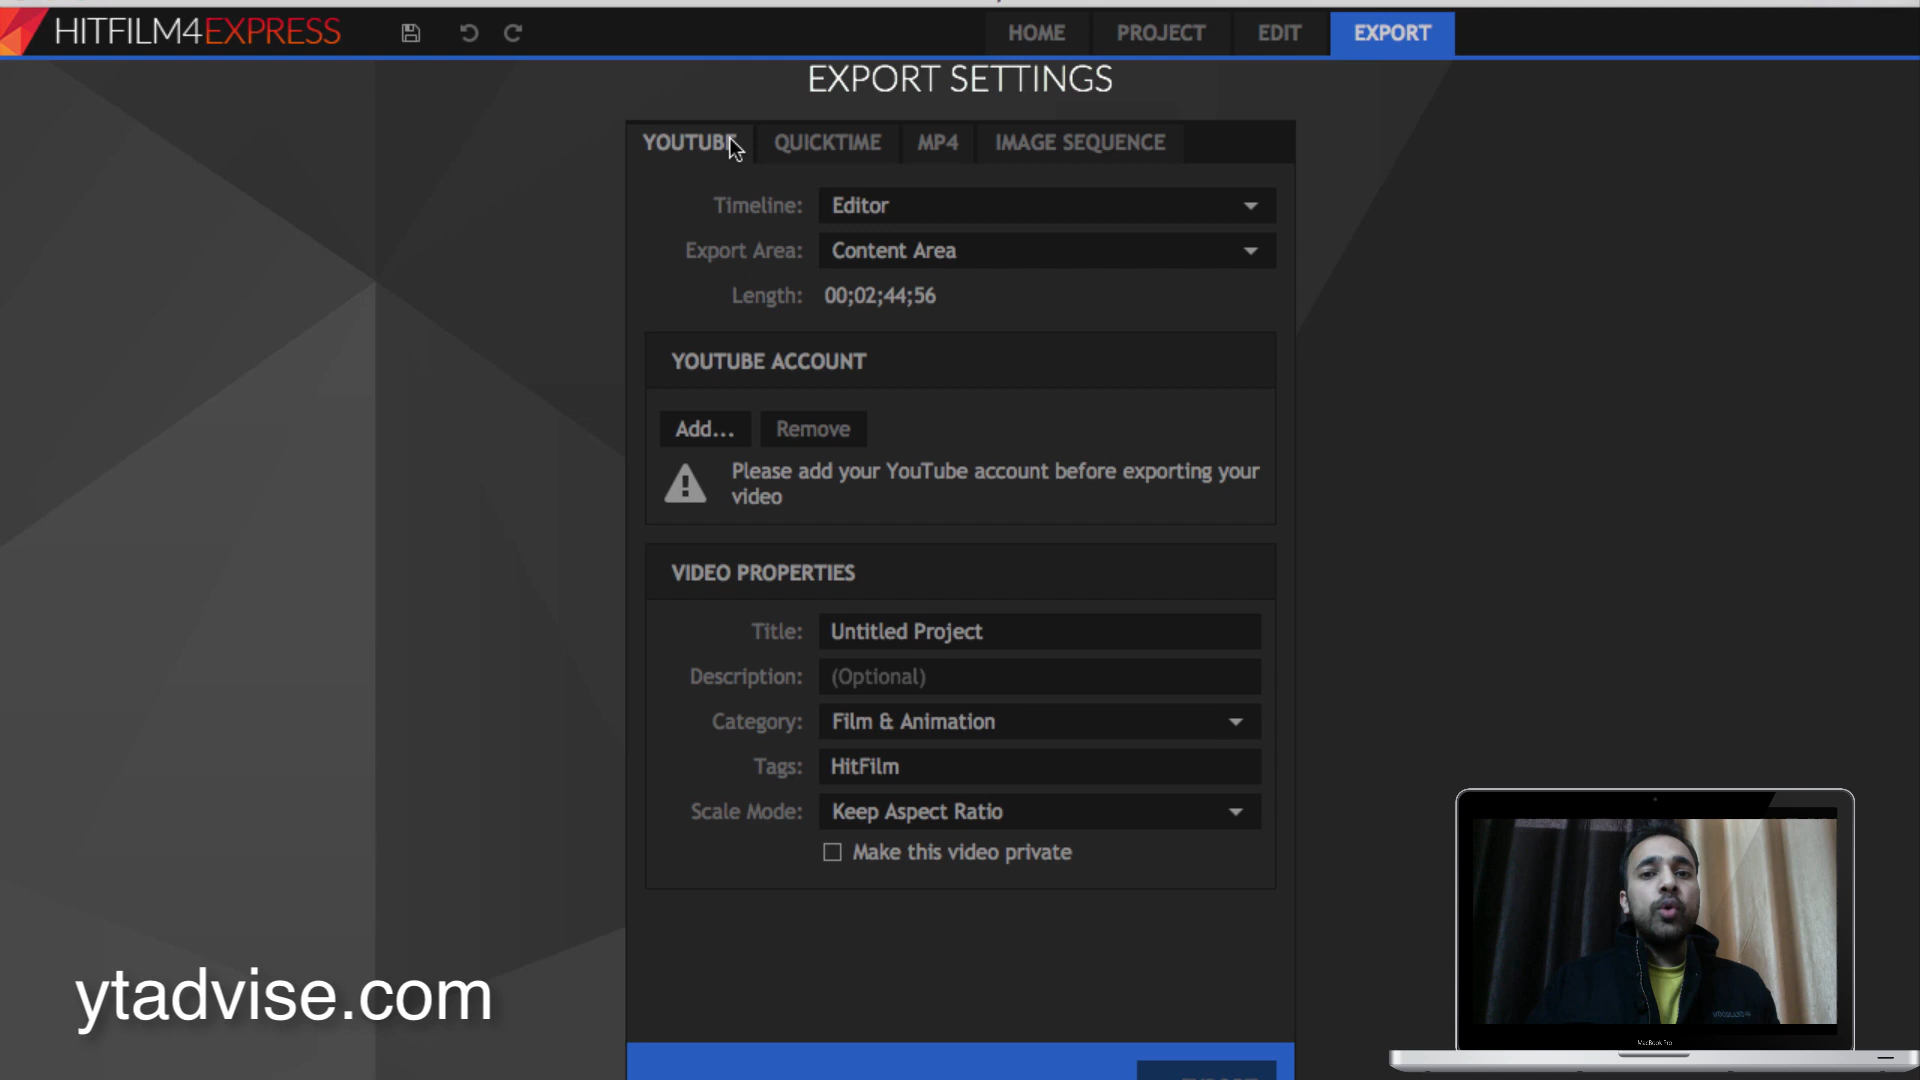 HITFILM4EXPRESS
HOME
PROJECT
EDIT
EXPORT
EXPORT SETTINGS
YOUTUBE
QUICKTIME
MP4
IMAGE SEQUENCE
Timeline: Editor
Export Area: Content Area
Length: 00;02;44;56
YOUTUBE ACCOUNT
Add...
Remove
Please add your YouTube account before exporting your
video
VIDEO PROPERTIES
Title: Untitled Project
Description: (Optional)
Category: Film & Animation
Tags: HitFilm
Scale Mode: Keep Aspect Ratio
Make this video private
ytadvise.com
MacBook Pro